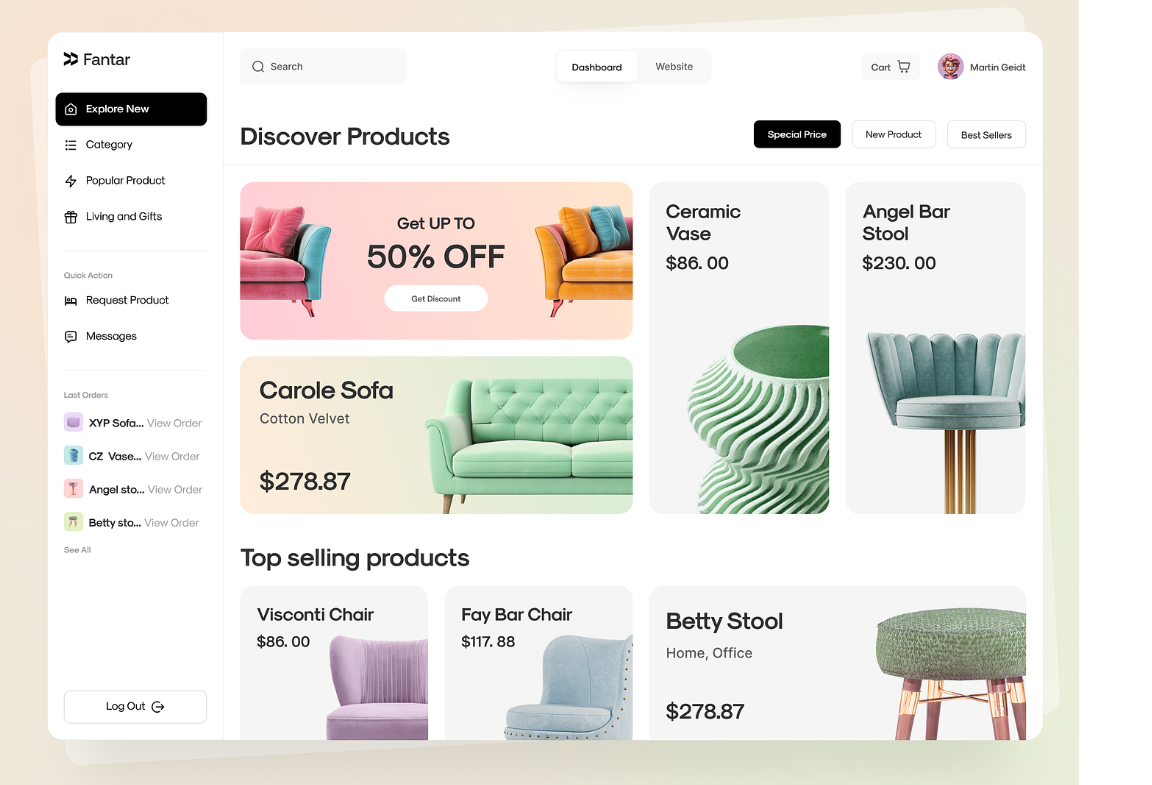 Fantar
Search
Dashboard
Website
Cart
Martin Geidt
Explore New
Category
Popular Product
Living and Gifts
Quick Action
Request Product
Messages
Last Orders
XYP Sofa... View Order
CZ Vase... View Order
Angel sto... View Order
Betty sto... View Order
See All
Log Out
Discover Products
Special Price
New Product
Best Sellers
Get UP TO
50% OFF
Get Discount
Carole Sofa
Cotton Velvet
$278.87
Ceramic
Vase
$86. 00
Angel Bar
Stool
$230. 00
Top selling products
Visconti Chair
$86. 00
Fay Bar Chair
$117. 88
Betty Stool
Home, Office
$278.87